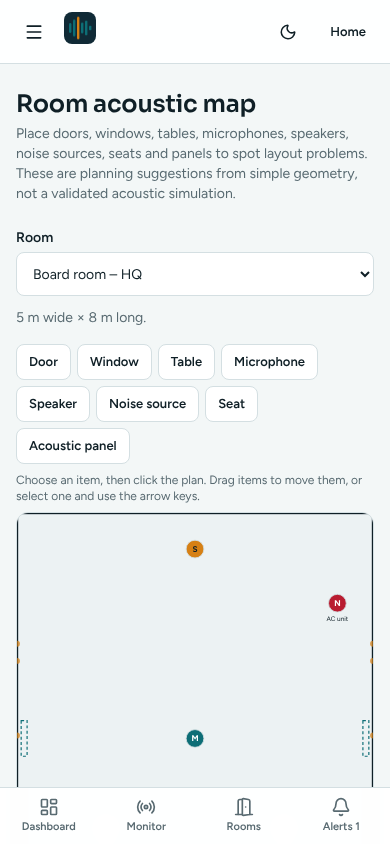 Home
Room acoustic map
Place doors, windows, tables, microphones, speakers,
noise sources, seats and panels to spot layout problems.
These are planning suggestions from simple geometry,
not a validated acoustic simulation.
Room
Board room – HQ
5 m wide × 8 m long.
Door Window Table Microphone
Speaker Noise source Seat
Acoustic panel
Choose an item, then click the plan. Drag items to move them, or
select one and use the arrow keys.
S
N
AC unit
M
Dashboard Monitor Rooms Alerts 1